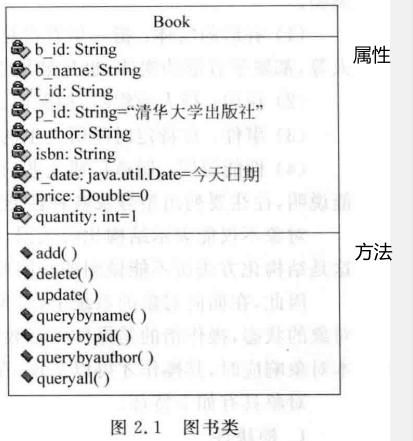 Book
b_id: String
b_name: String
t_id: String
p_id: String="清华大学出版社"
author: String
isbn: String
r_date: java.util.Date=今天日期
price: Double=0
quantity: int=1
属性
add( )
delete( )
update( )
querybyname( )
querybypid( )
querybyauthor( )
queryall( )
方法
图 2.1 图书类